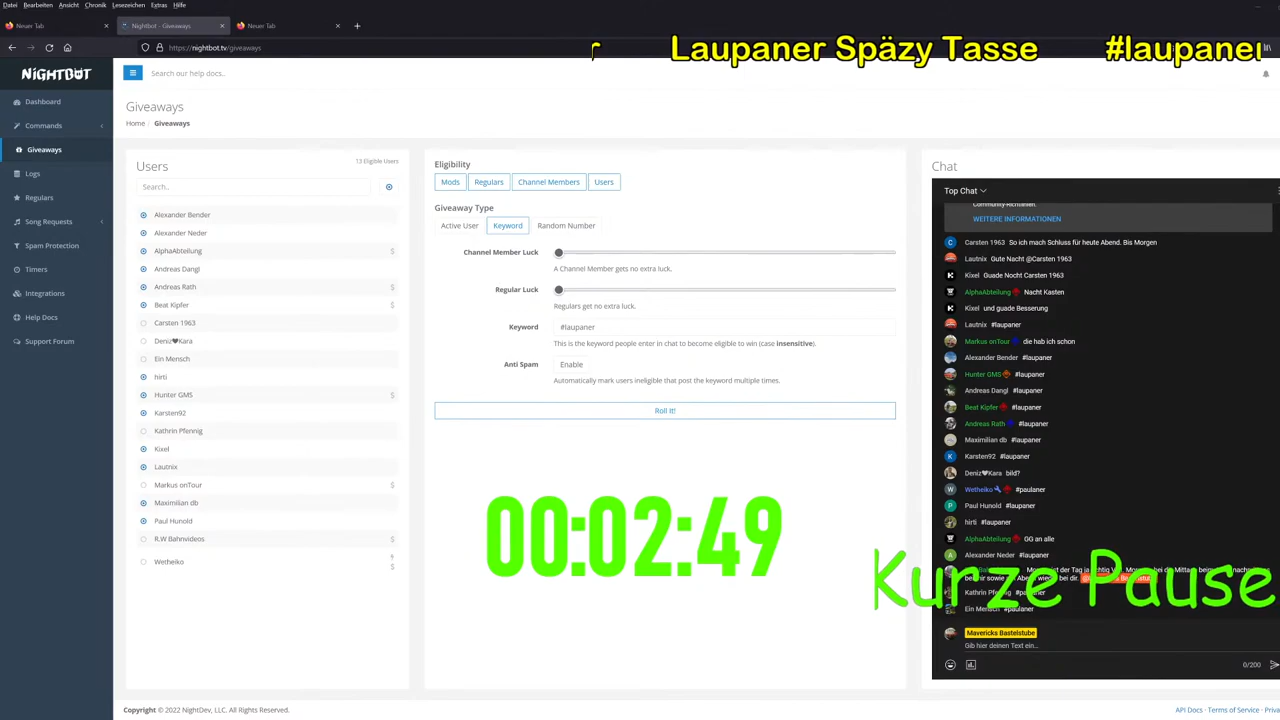 Datei Bearbeiten Ansicht Chronik Lesezeichen Extras Hilfe
Neuer Tab
Nightbot - Giveaways
Neuer Tab
https://nightbot.tv/giveaways
Laupaner Späzy Tasse #laupaner
NIGHTBOT
Search our help docs..
Dashboard
Commands
Giveaways
Logs
Regulars
Song Requests
Spam Protection
Timers
Integrations
Help Docs
Support Forum
Giveaways
Home / Giveaways
Users
13 Eligible Users
Search..
Alexander Bender
Alexander Neder
AlphaAbteilung $
Andreas Dangl
Andreas Rath $
Beat Kipfer $
Carsten 1963
Deniz🖤Kara
Ein Mensch
hirti
Hunter GMS $
Karsten92
Kathrin Pfennig
Kixel
Lautnix
Markus onTour $
Maximilian db
Paul Hunold
R.W Bahnvideos $
Wetheiko $
Eligibility
Mods Regulars Channel Members Users
Giveaway Type
Active User Keyword Random Number
Channel Member Luck
A Channel Member gets no extra luck.
Regular Luck
Regulars get no extra luck.
Keyword #laupaner
This is the keyword people enter in chat to become eligible to win (case insensitive).
Anti Spam Enable
Automatically mark users ineligible that post the keyword multiple times.
Roll It!
00:02:49
Chat
Top Chat
Community-Richtlinien.
WEITERE INFORMATIONEN
Carsten 1963 So ich mach Schluss für heute Abend. Bis Morgen
Lautnix Gute Nacht @Carsten 1963
Kixel Guade Nocht Carsten 1963
AlphaAbteilung Nacht Kasten
Kixel und guade Besserung
Lautnix #laupaner
Markus onTour die hab ich schon
Alexander Bender #laupaner
Hunter GMS #laupaner
Andreas Dangl #laupaner
Beat Kipfer #laupaner
Andreas Rath #laupaner
Maximilian db #laupaner
Karsten92 #laupaner
Deniz🖤Kara bild?
Wetheiko #paulaner
Paul Hunold #laupaner
hirti #laupaner
AlphaAbteilung GG an alle
Alexander Neder #laupaner
Kurze Pause
Ein Mensch #paulaner
Mavericks Bastelstube
Gib hier deinen Text ein...
0/200
Copyright © 2022 NightDev, LLC. All Rights Reserved.
API Docs · Terms of Service · Priva